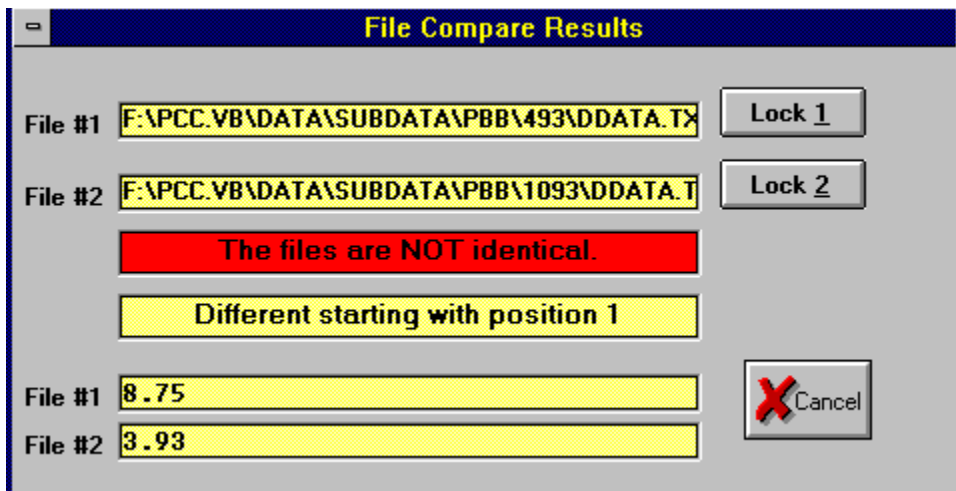 File Compare Results
File #1 F:\PCC.VB\DATA\SUBDATA\PBB\493\DDATA.TX Lock 1
File #2 F:\PCC.VB\DATA\SUBDATA\PBB\1093\DDATA.T Lock 2
The files are NOT identical.
Different starting with position 1
File #1 8.75
Cancel
File #2 3.93